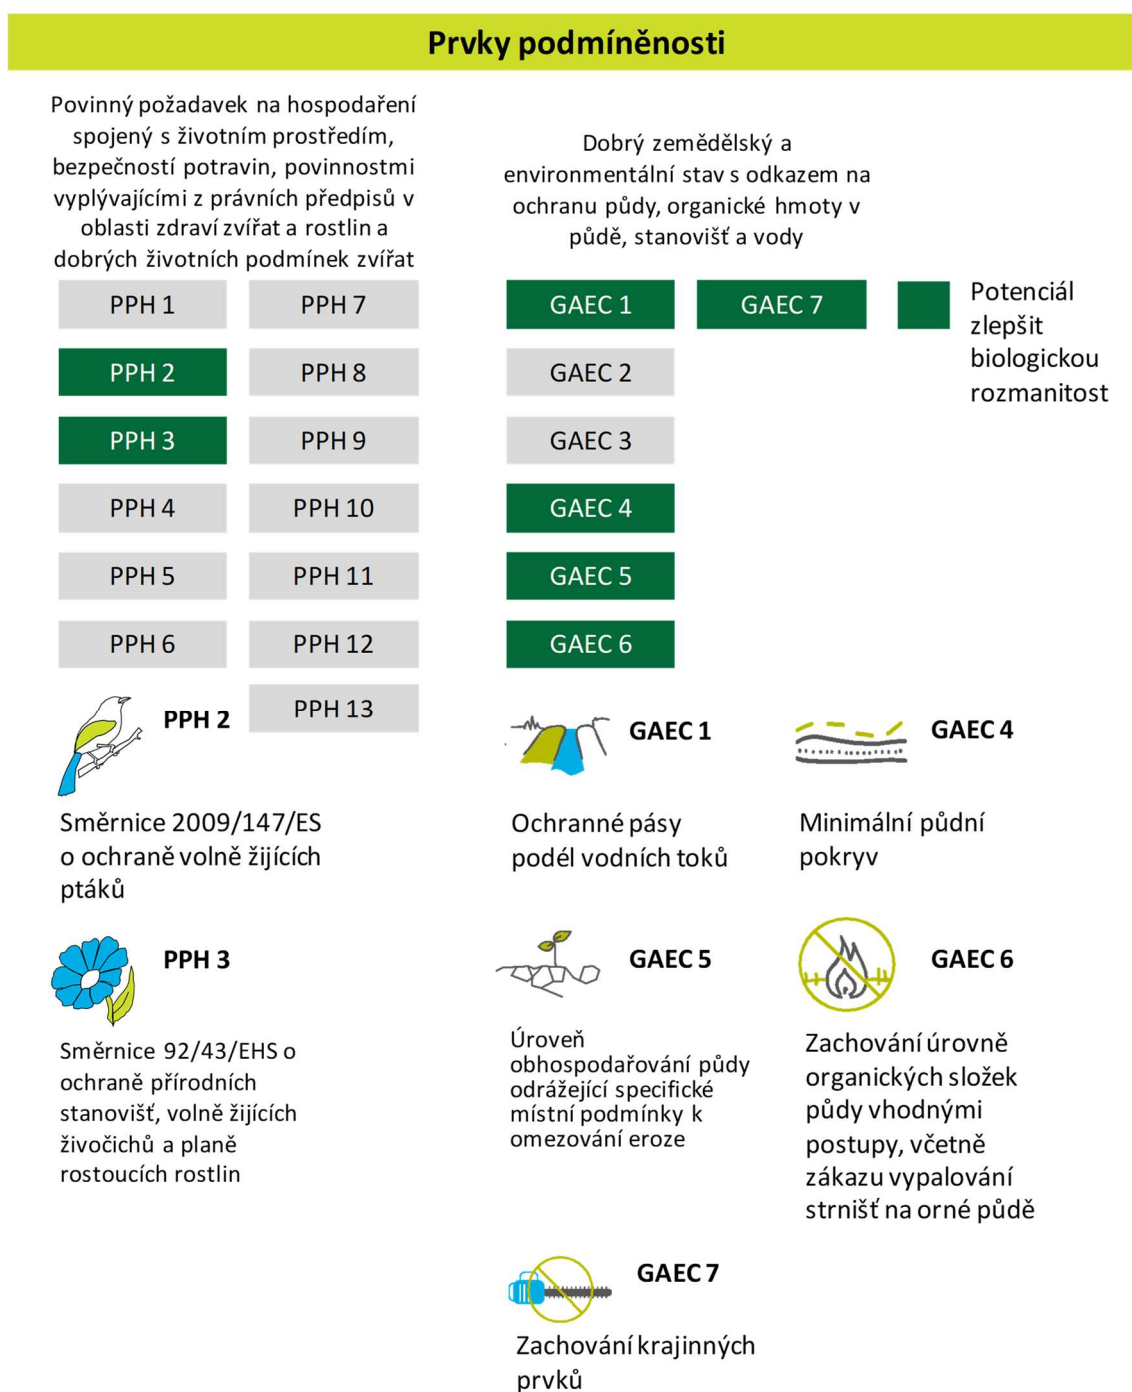 Prvky podmíněnosti
Povinný požadavek na hospodaření
spojený s životním prostředím,
bezpečností potravin, povinnostmi
vyplývajícími z právních předpisů v
oblasti zdraví zvířat a rostlin a
dobrých životních podmínek zvířat
Dobrý zemědělský a
environmentální stav s odkazem na
ochranu půdy, organické hmoty v
půdě, stanovišť a vody
PPH 1
PPH 7
PPH 2
PPH 8
PPH 3
PPH 9
PPH 4
PPH 10
PPH 5
PPH 11
PPH 6
PPH 12
PPH 13
GAEC 1
GAEC 7
GAEC 2
GAEC 3
GAEC 4
GAEC 5
GAEC 6
Potenciál
zlepšit
biologickou
rozmanitost
PPH 2
Směrnice 2009/147/ES
o ochraně volně žijících
ptáků
PPH 3
Směrnice 92/43/EHS o
ochraně přírodních
stanovišť, volně žijících
živočichů a planě
rostoucích rostlin
GAEC 1
Ochranné pásy
podél vodních toků
GAEC 4
Minimální půdní
pokryv
GAEC 5
Úroveň
obhospodařování půdy
odrážející specifické
místní podmínky k
omezování eroze
GAEC 6
Zachování úrovně
organických složek
půdy vhodnými
postupy, včetně
zákazu vypalování
strnišť na orné půdě
GAEC 7
Zachování krajinných
prvků